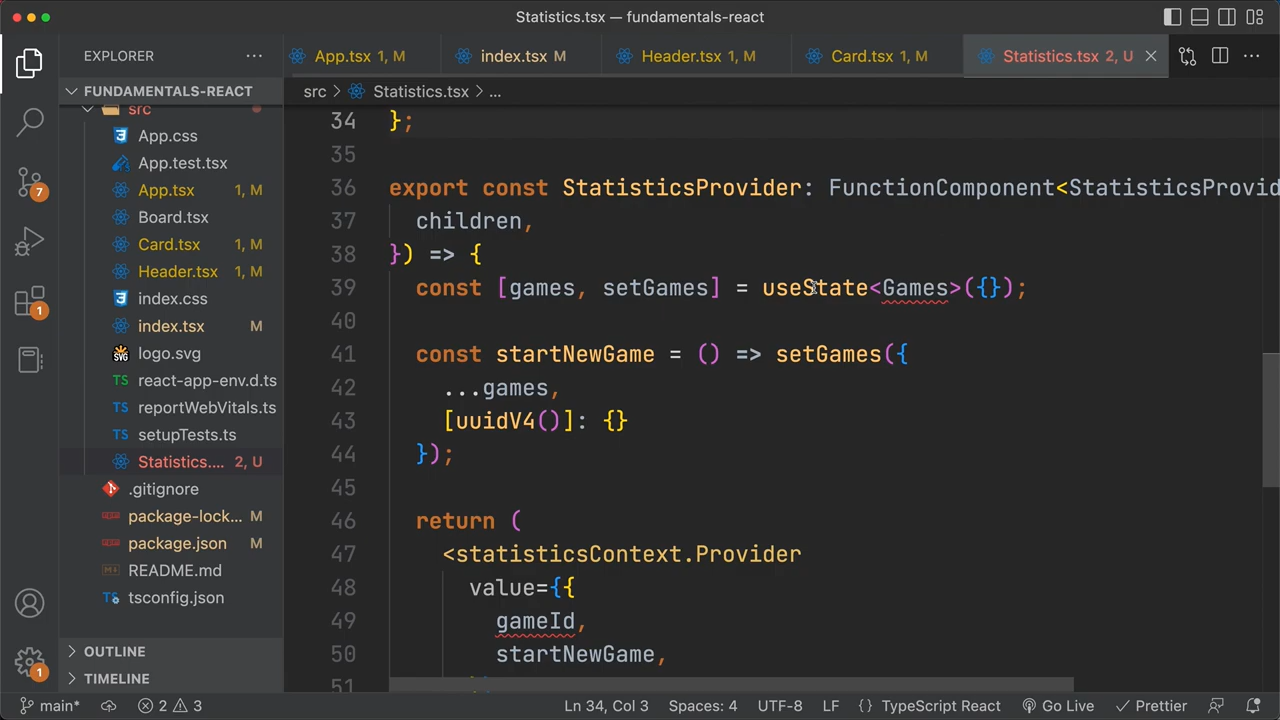 Statistics.tsx — fundamentals-react
EXPLORER
App.tsx 1, M
index.tsx M
Header.tsx 1, M
Card.tsx 1, M
Statistics.tsx 2, U
FUNDAMENTALS-REACT
src > Statistics.tsx > ...
src
App.css
App.test.tsx
App.tsx 1, M
Board.tsx
Card.tsx 1, M
Header.tsx 1, M
index.css
index.tsx M
logo.svg
react-app-env.d.ts
reportWebVitals.ts
setupTests.ts
Statistics.... 2, U
.gitignore
package-lock... M
package.json M
README.md
tsconfig.json
OUTLINE
TIMELINE
7
1
1
34 };
35
36 export const StatisticsProvider: FunctionComponent<StatisticsProvid
37 children,
38 }) => {
39 const [games, setGames] = useState<Games>({});
40
41 const startNewGame = () => setGames({
42 ...games,
43 [uuidV4()]: {}
44 });
45
46 return (
47 <statisticsContext.Provider
48 value={{
49 gameId,
50 startNewGame,
51
main* 2 3 Ln 34, Col 3 Spaces: 4 UTF-8 LF {} TypeScript React Go Live Prettier